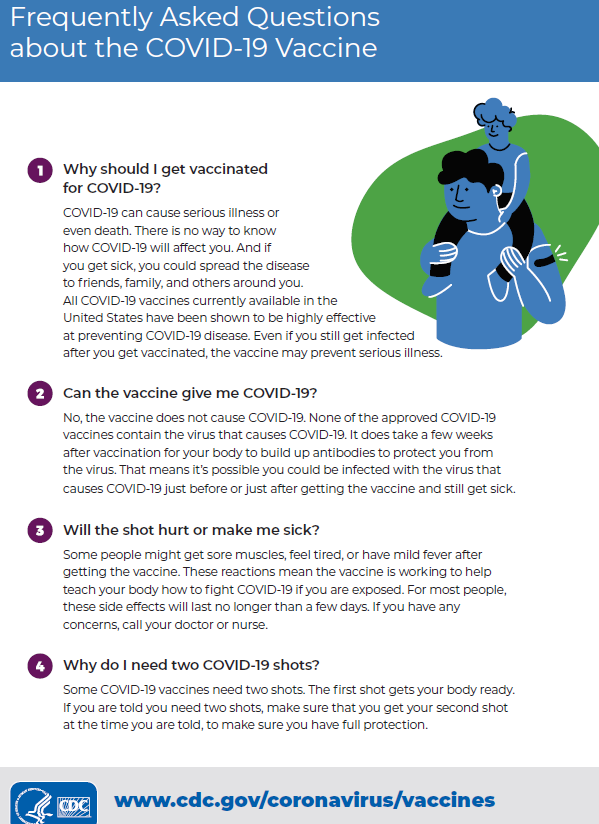 Frequently Asked Questions
about the COVID-19 Vaccine
1 Why should I get vaccinated
for COVID-19?
COVID-19 can cause serious illness or
even death. There is no way to know
how COVID-19 will affect you. And if
you get sick, you could spread the disease
to friends, family, and others around you.
All COVID-19 vaccines currently available in the
United States have been shown to be highly effective
at preventing COVID-19 disease. Even if you still get infected
after you get vaccinated, the vaccine may prevent serious illness.
2 Can the vaccine give me COVID-19?
No, the vaccine does not cause COVID-19. None of the approved COVID-19
vaccines contain the virus that causes COVID-19. It does take a few weeks
after vaccination for your body to build up antibodies to protect you from
the virus. That means it's possible you could be infected with the virus that
causes COVID-19 just before or just after getting the vaccine and still get sick.
3 Will the shot hurt or make me sick?
Some people might get sore muscles, feel tired, or have mild fever after
getting the vaccine. These reactions mean the vaccine is working to help
teach your body how to fight COVID-19 if you are exposed. For most people,
these side effects will last no longer than a few days. If you have any
concerns, call your doctor or nurse.
4 Why do I need two COVID-19 shots?
Some COVID-19 vaccines need two shots. The first shot gets your body ready.
If you are told you need two shots, make sure that you get your second shot
at the time you are told, to make sure you have full protection.
CDC
www.cdc.gov/coronavirus/vaccines